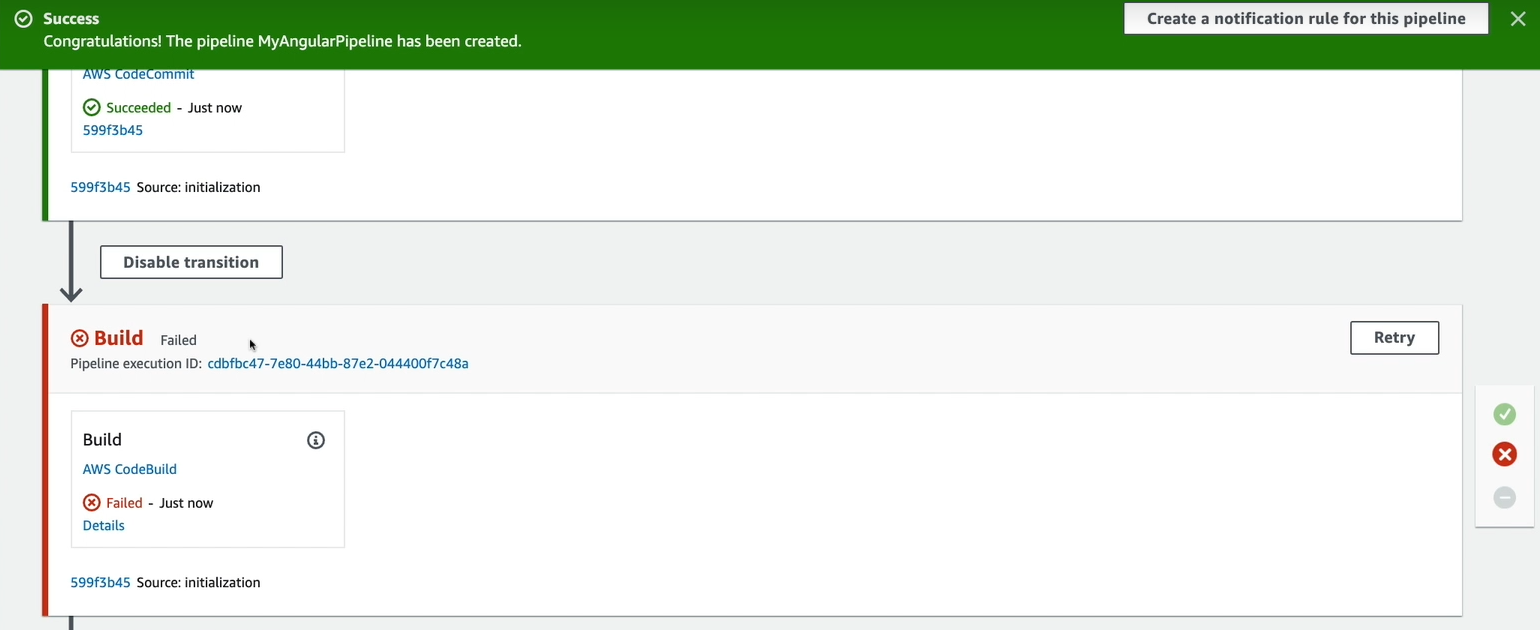 Success
Create a notification rule for this pipeline
Congratulations! The pipeline MyAngularPipeline has been created.
AWS CodeCommit
Succeeded - Just now
599f3b45
599f3b45 Source: initialization
Disable transition
Build Failed
Retry
Pipeline execution ID: cdbfbc47-7e80-44bb-87e2-044400f7c48a
Build
AWS CodeBuild
Failed - Just now
Details
599f3b45 Source: initialization